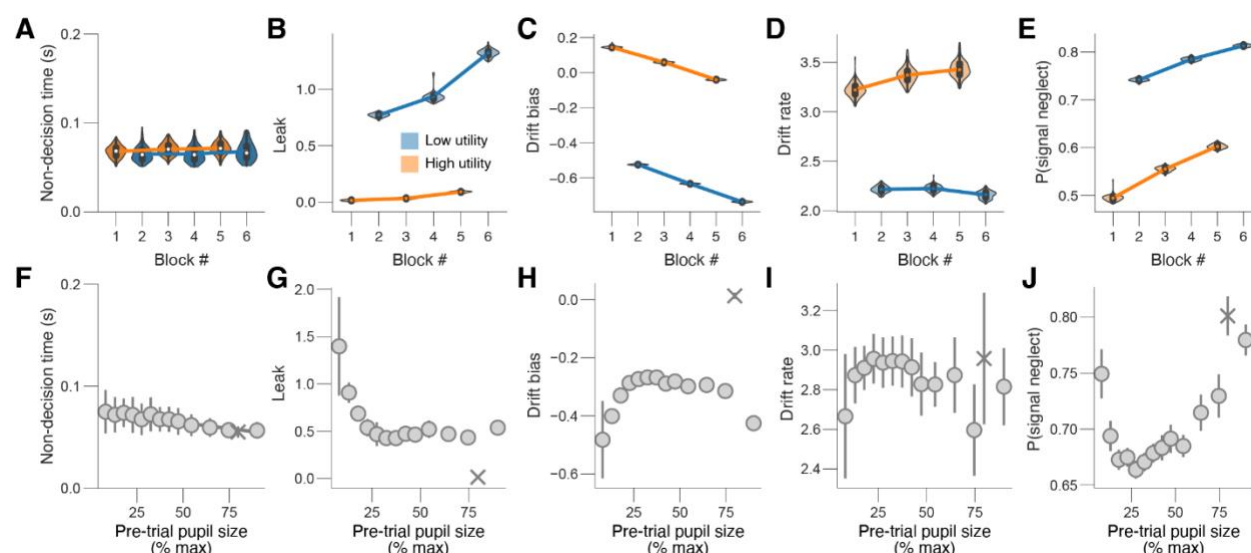 A
Non-decision time (s)
0.2
0.1
0.0
1 2 3 4 5 6
Block #
B
Leak
1.0
0.5
0.0
Low utility
High utility
1 2 3 4 5 6
Block #
C
Drift bias
0.2
0.0
−0.2
−0.4
−0.6
1 2 3 4 5 6
Block #
D
Drift rate
3.5
3.0
2.5
2.0
1 2 3 4 5 6
Block #
E
P(signal neglect)
0.8
0.7
0.6
0.5
1 2 3 4 5 6
Block #
F
Non-decision time (s)
0.2
0.1
0.0
25 50 75
Pre-trial pupil size
(% max)
G
Leak
2.0
1.5
1.0
0.5
0.0
25 50 75
Pre-trial pupil size
(% max)
H
Drift bias
0.0
−0.2
−0.4
−0.6
25 50 75
Pre-trial pupil size
(% max)
I
Drift rate
3.2
3.0
2.8
2.6
2.4
25 50 75
Pre-trial pupil size
(% max)
J
P(signal neglect)
0.80
0.75
0.70
0.65
25 50 75
Pre-trial pupil size
(% max)